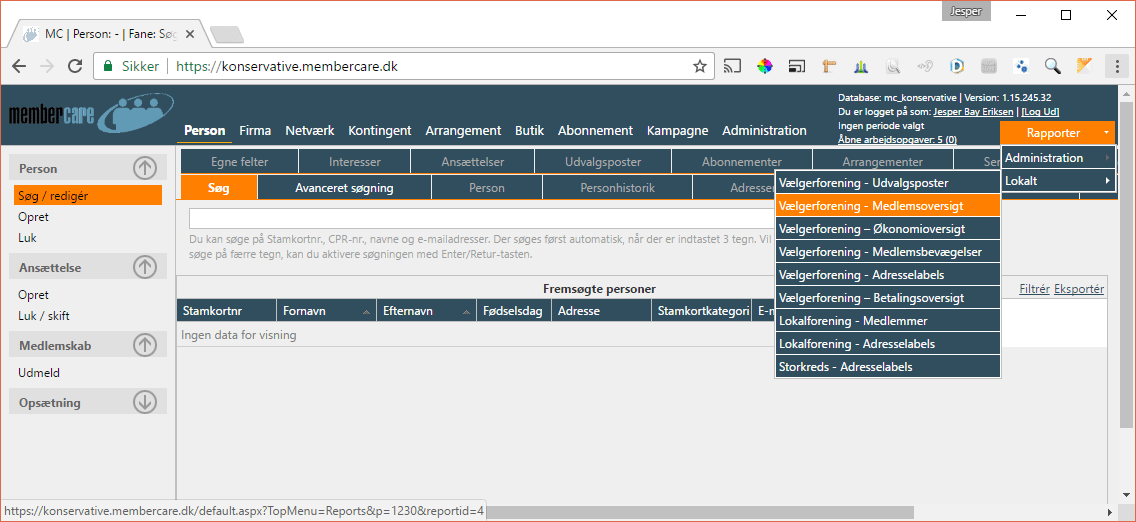 Jesper
MC | Person: - | Fane: Søg
Sikker | https://konservative.membercare.dk
membercare
Database: mc_konservative | Version: 1.15.245.32
Du er logget på som: Jesper Bay Eriksen | [Log Ud]
Ingen periode valgt
Åbne arbejdsopgaver: 5 (0)
Person Firma Netværk Kontingent Arrangement Butik Abonnement Kampagne Administration
Rapporter
Administration
Lokalt
Egne felter Interesser Ansættelser Udvalgsposter Abonnementer Arrangementer Ser
Søg Avanceret søgning Person Personhistorik Adresse
Person
Søg / redigér
Opret
Luk
Ansættelse
Opret
Luk / skift
Medlemskab
Udmeld
Opsætning
Vælgerforening - Udvalgsposter
Vælgerforening - Medlemsoversigt
Vælgerforening – Økonomioversigt
Vælgerforening - Medlemsbevægelser
Vælgerforening - Adresselabels
Vælgerforening – Betalingsoversigt
Lokalforening - Medlemmer
Lokalforening - Adresselabels
Storkreds - Adresselabels
Du kan søge på Stamkortnr., CPR-nr., navne og e-mailadresser. Der søges først automatisk, når der er indtastet 3 tegn. Vil
søge på færre tegn, kan du aktivere søgningen med Enter/Retur-tasten.
Fremsøgte personer
Filtrér Eksportér
Stamkortnr Fornavn Efternavn Fødselsdag Adresse Stamkortkategori E-m
Ingen data for visning
https://konservative.membercare.dk/default.aspx?TopMenu=Reports&p=1230&reportid=4